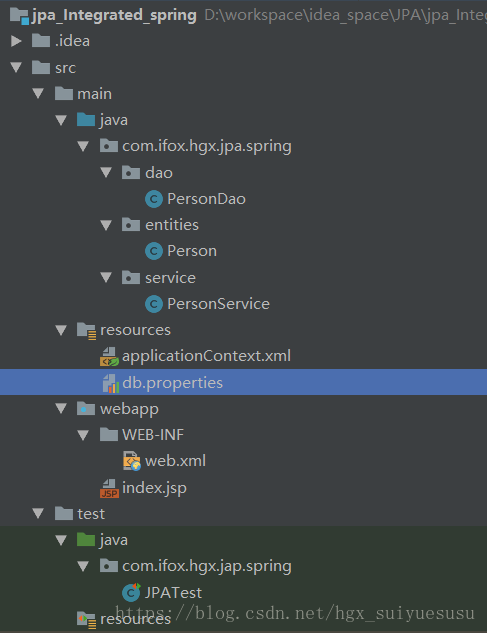 jpa_Integrated_spring D:\workspace\idea_space\JPA\jpa_Inte
.idea
src
main
java
com.ifox.hgx.jpa.spring
dao
PersonDao
entities
Person
service
PersonService
resources
applicationContext.xml
db.properties
webapp
WEB-INF
web.xml
index.jsp
test
java
com.ifox.hgx.jap.spring
JPATest
resources
https://blog.csdn.net/hgx_suiyuesusu